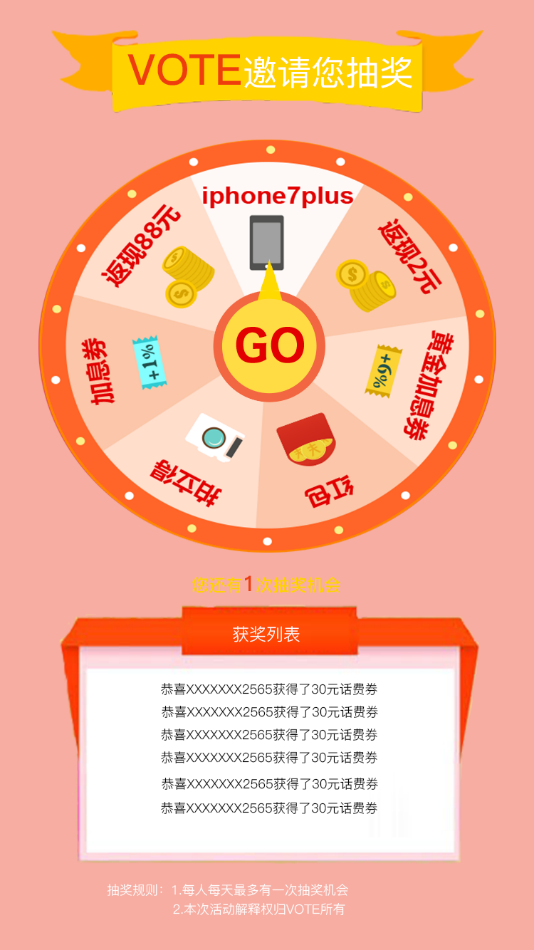 VOTE邀请您抽奖
iphone7plus
返现88元
返现2元
加息券
+1%
黄金加息券
+9%
拍立得
红包
GO
您还有1次抽奖机会
获奖列表
恭喜XXXXXXX2565获得了30元话费券
恭喜XXXXXXX2565获得了30元话费券
恭喜XXXXXXX2565获得了30元话费券
恭喜XXXXXXX2565获得了30元话费券
恭喜XXXXXXX2565获得了30元话费券
恭喜XXXXXXX2565获得了30元话费券
抽奖规则：1.每人每天最多有一次抽奖机会
2.本次活动解释权归VOTE所有